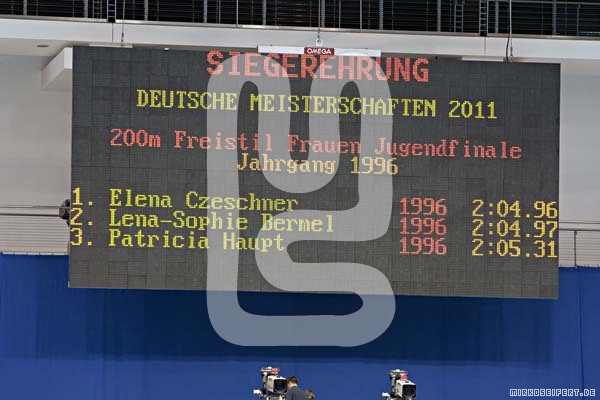 OMEGA
SIEGEREHRUNG
DEUTSCHE MEISTERSCHAFTEN 2011
200m Freistil Frauen Jugendfinale
Jahrgang 1996
1. Elena Czeschner 1996 2:04.96
2. Lena-Sophie Bermel 1996 2:04.97
3. Patricia Haupt 1996 2:05.31
MIRKOSEIFERT.DE